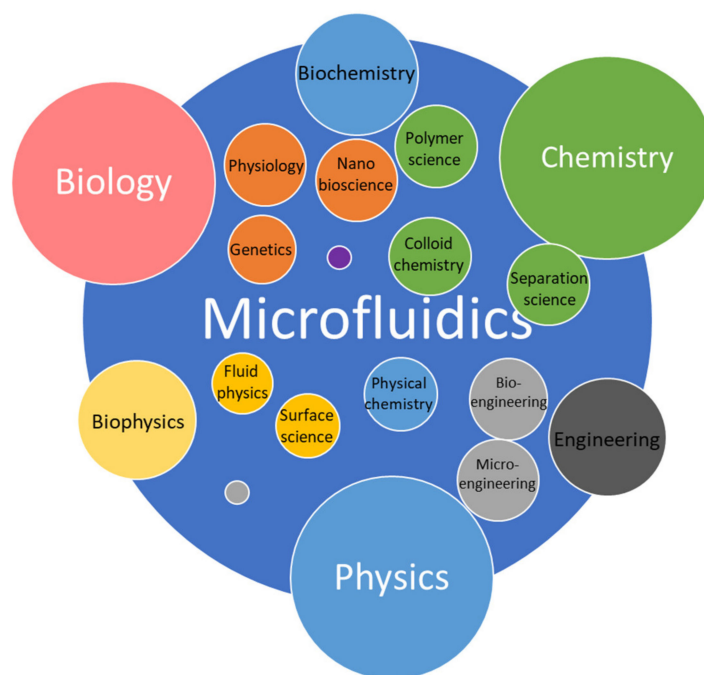 Biochemistry
Biology
Physiology
Nano
bioscience
Polymer
science
Chemistry
Genetics
Colloid
chemistry
Separation
science
Microfluidics
Biophysics
Fluid
physics
Surface
science
Physical
chemistry
Bio-
engineering
Engineering
Micro-
engineering
Physics